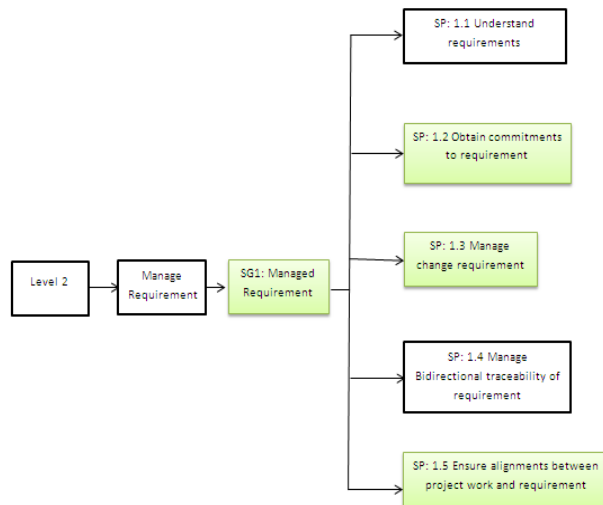 SP: 1.1 Understand
requirements
SP: 1.2 Obtain commitments
to requirement
SP: 1.3 Manage
change requirement
Level 2
Manage
Requirement
SG1: Managed
Requirement
SP: 1.4 Manage
Bidirectional traceability of
requirement
SP: 1.5 Ensure alignments between
project work and requirement